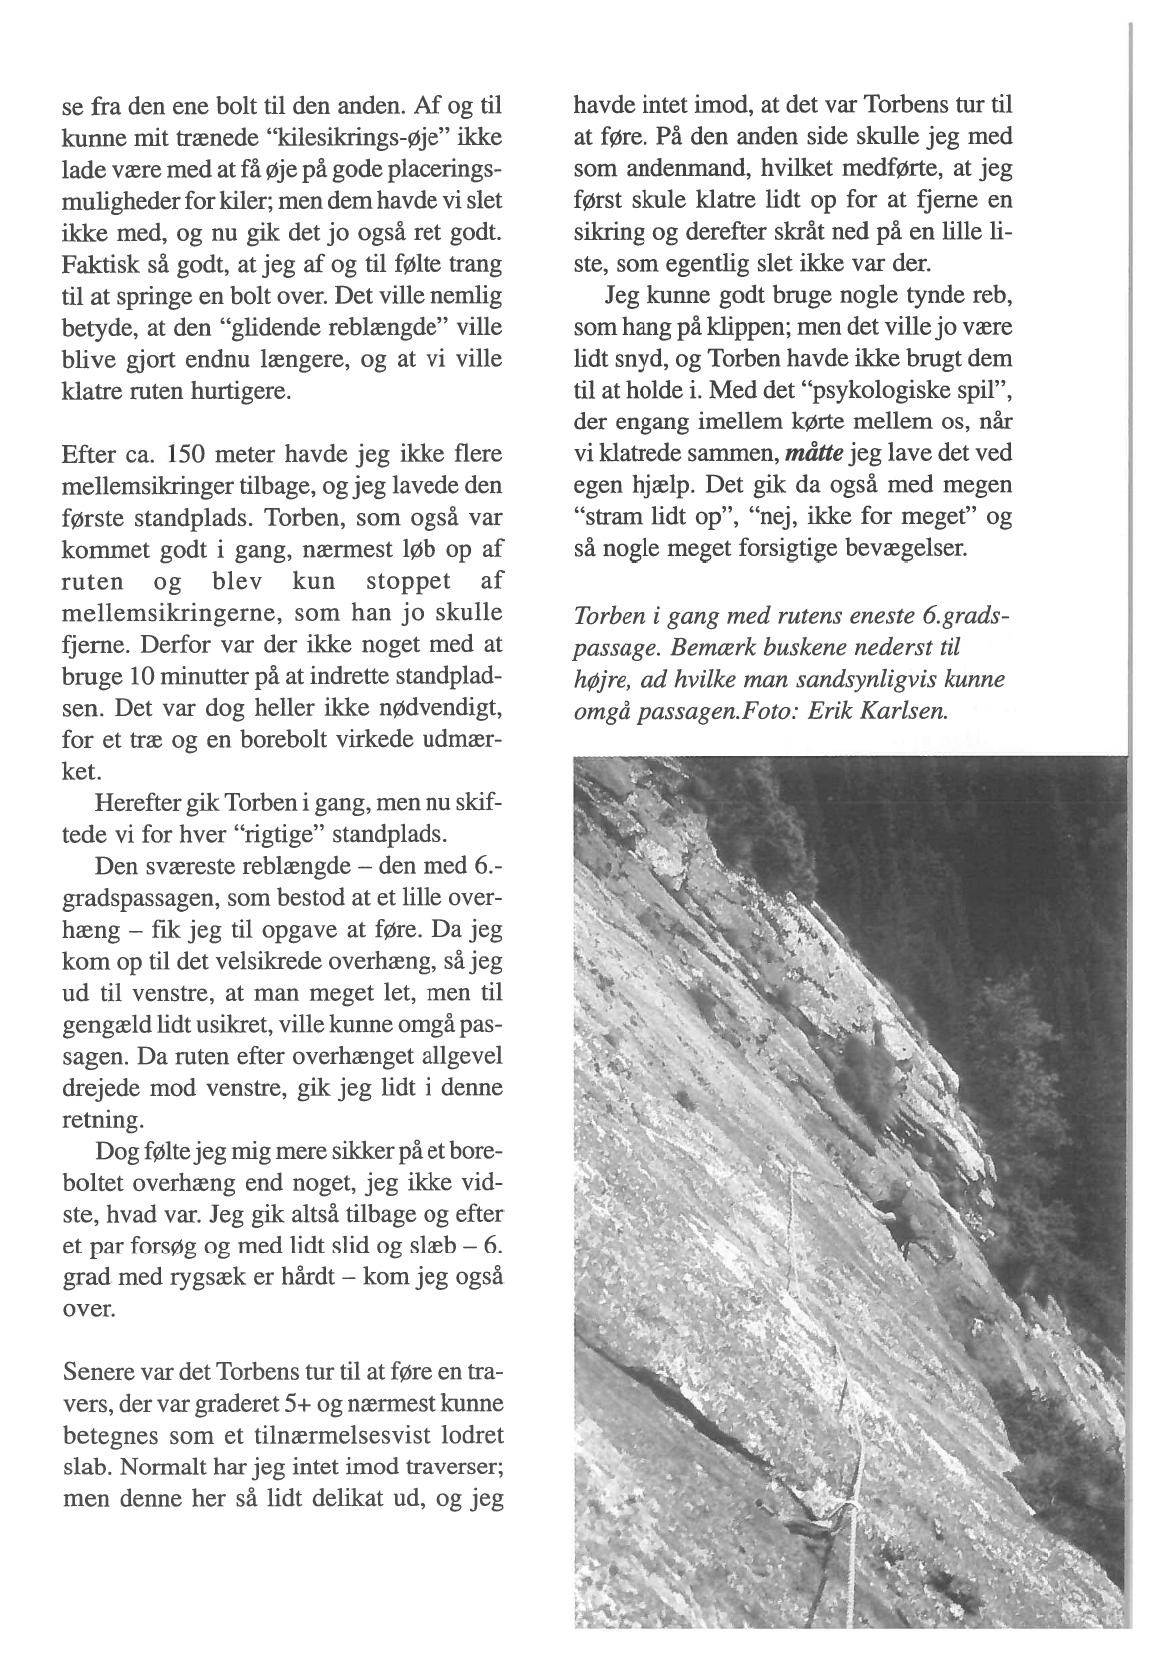 se fra den ene bolt til den anden. Af og til
kunne mit trænede “kilesikrings-øje” ikke
lade være med at få øje på gode placerings-
muligheder for kiler; men dem havde vi slet
ikke med, og nu gik det jo også ret godt.
Faktisk så godt, at jeg af og til følte trang
til at springe en bolt over. Det ville nemlig
betyde, at den “glidende reblængde” ville
blive gjort endnu længere, og at vi ville
klatre ruten hurtigere.
Efter ca. 150 meter havde jeg ikke flere
mellemsikringer tilbage, og jeg lavede den
første standplads. Torben, som også var
kommet godt i gang, nærmest løb op af
ruten og blev kun stoppet af
mellemsikringerne, som han jo skulle
fjerne. Derfor var der ikke noget med at
bruge 10 minutter på at indrette standplad-
sen. Det var dog heller ikke nødvendigt,
for et træ og en borebolt virkede udmær-
ket.
Herefter gik Torben i gang, men nu skif-
tede vi for hver “rigtige” standplads.
Den sværeste reblængde – den med 6.-
gradspassagen, som bestod at et lille over-
hæng – fik jeg til opgave at føre. Da jeg
kom op til det velsikrede overhæng, så jeg
ud til venstre, at man meget let, men til
gengæld lidt usikret, ville kunne omgå pas-
sagen. Da ruten efter overhænget allgevel
drejede mod venstre, gik jeg lidt i denne
retning.
Dog følte jeg mig mere sikker på et bore-
boltet overhæng end noget, jeg ikke vid-
ste, hvad var. Jeg gik altså tilbage og efter
et par forsøg og med lidt slid og slæb – 6.
grad med rygsæk er hårdt – kom jeg også
over.
Senere var det Torbens tur til at føre en tra-
vers, der var graderet 5+ og nærmest kunne
betegnes som et tilnærmelsesvist lodret
slab. Normalt har jeg intet imod traverser;
men denne her så lidt delikat ud, og jeg
havde intet imod, at det var Torbens tur til
at føre. På den anden side skulle jeg med
som andenmand, hvilket medførte, at jeg
først skule klatre lidt op for at fjerne en
sikring og derefter skråt ned på en lille li-
ste, som egentlig slet ikke var der.
Jeg kunne godt bruge nogle tynde reb,
som hang på klippen; men det ville jo være
lidt snyd, og Torben havde ikke brugt dem
til at holde i. Med det “psykologiske spil”,
der engang imellem kørte mellem os, når
vi klatrede sammen, måtte jeg lave det ved
egen hjælp. Det gik da også med megen
“stram lidt op”, “nej, ikke for meget” og
så nogle meget forsigtige bevægelser.
Torben i gang med rutens eneste 6.grads-
passage. Bemærk buskene nederst til
højre, ad hvilke man sandsynligvis kunne
omgå passagen.Foto: Erik Karlsen.